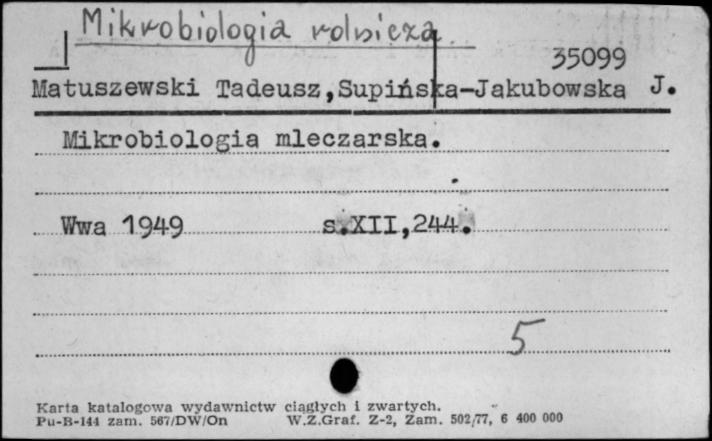 Mikrobiologia rolnicza
35099
Matuszewski Tadeusz,Supińska-Jakubowska J.
Mikrobiologia mleczarska.
Wwa 1949 s.XII,244.
5
Karta katalogowa wydawnictw ciągłych i zwartych.
Pu-B-144 zam. 567/DW/On W.Z.Graf. Z-2, Zam. 502/77, 6 400 000